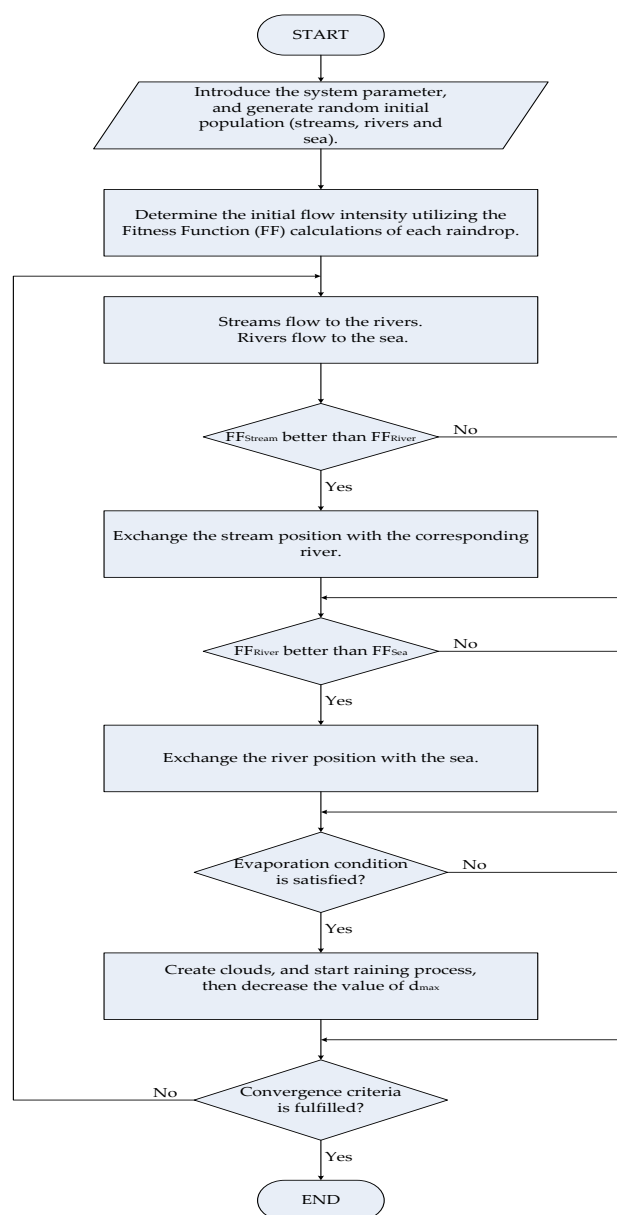 START
Introduce the system parameter,
and generate random initial
population (streams, rivers and
sea).
Determine the initial flow intensity utilizing the
Fitness Function (FF) calculations of each raindrop.
Streams flow to the rivers.
Rivers flow to the sea.
FFStream better than FFRiver
No
Yes
Exchange the stream position with the corresponding
river.
FFRiver better than FFSea
No
Yes
Exchange the river position with the sea.
Evaporation condition
is satisfied?
No
Yes
Create clouds, and start raining process,
then decrease the value of dmax
No
Convergence criteria
is fulfilled?
Yes
END